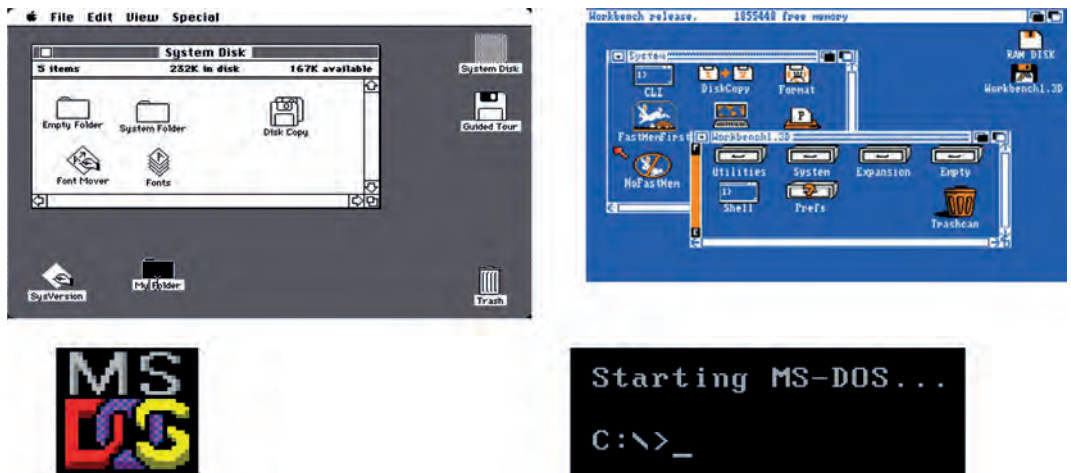 File Edit View Special
System Disk
5 items 232K in disk 167K available
Empty Folder
System Folder
Disk Copy
Font Mover
Fonts
System Disk
Guided Tour
SysVersion
My Folder
Trash
Workbench release. 1855448 free memory
RAM DISK
Workbench1.3D
System
1>
CLI
DiskCopy
Format
FastMemFirst
P
NoFastMem
Workbench1.3D
Utilities
System
Expansion
Empty
1>
Shell
Prefs
Trashcan
MS
DOS
Starting MS-DOS...
C:\>_